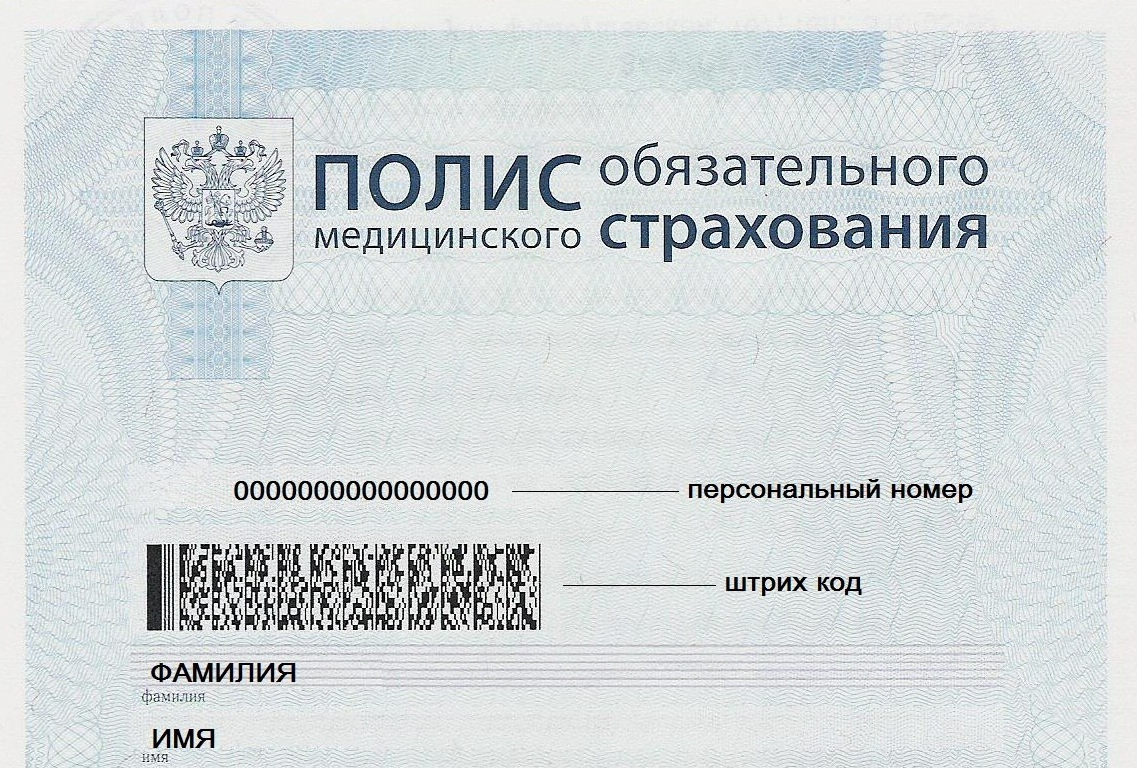 ПОЛИС обязательного
медицинского страхования
0000000000000000 персональный номер
штрих код
ФАМИЛИЯ
фамилия
ИМЯ
имя